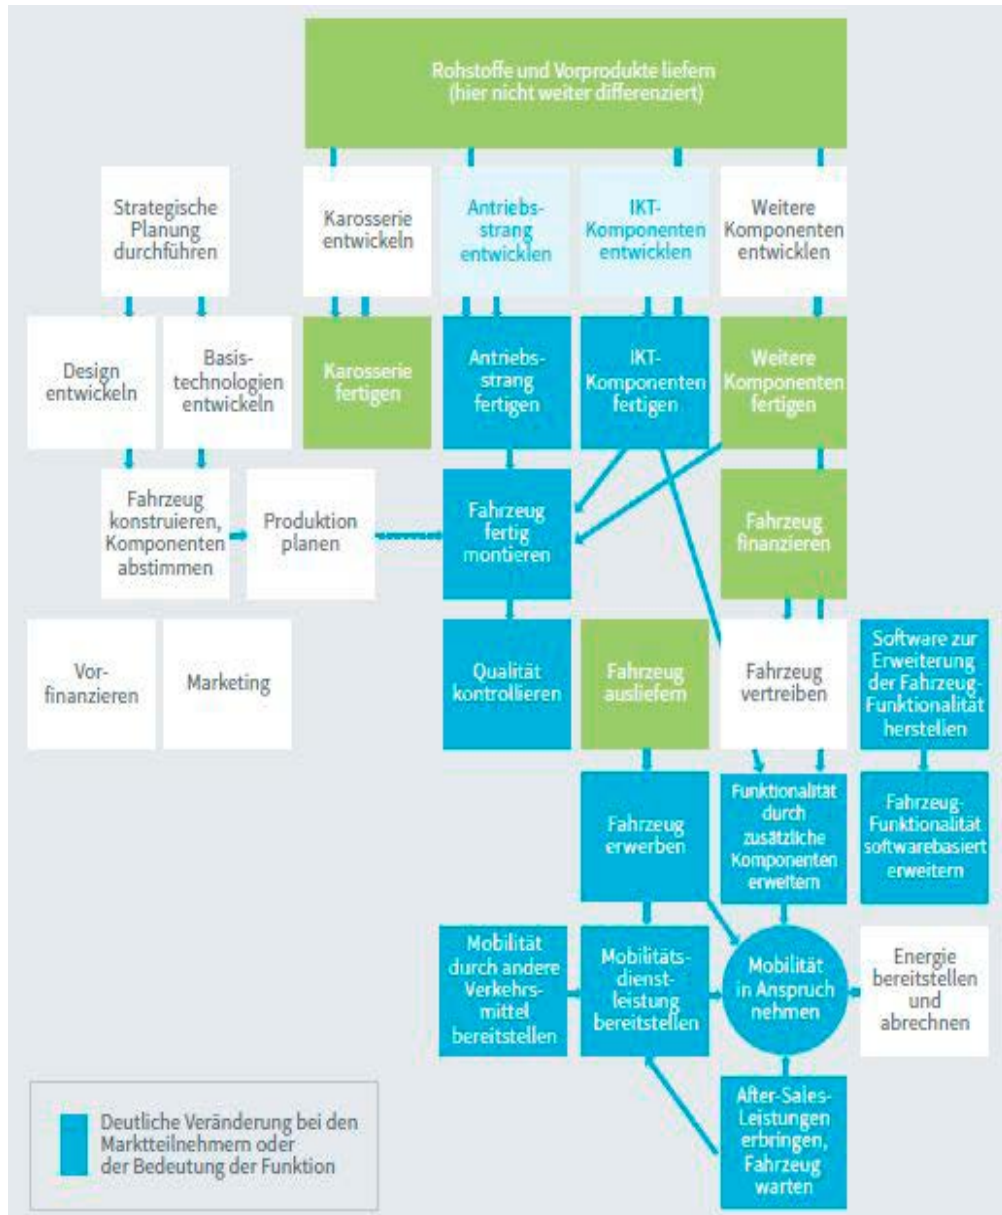 Rohstoffe und Vorprodukte liefern
(hier nicht weiter differenziert)
Strategische
Planung
durchführen
Karosserie
entwickeln
Antriebs-
strang
entwicklen
IKT-
Komponenten
entwicklen
Weitere
Komponenten
entwicklen
Design
entwickeln
Basis-
technologien
entwickeln
Karosserie
fertigen
Antriebs-
strang
fertigen
IKT-
Komponenten
fertigen
Weitere
Komponenten
fertigen
Fahrzeug
konstruieren,
Komponenten
abstimmen
Produktion
planen
Fahrzeug
fertig
montieren
Fahrzeug
finanzieren
Vor-
finanzieren
Marketing
Qualität
kontrollieren
Fahrzeug
ausliefern
Fahrzeug
vertreiben
Software zur
Erweiterung
der Fahrzeug-
Funktionalität
herstellen
Fahrzeug
erwerben
Funktionalität
durch
zusätzliche
Komponenten
erweitern
Fahrzeug-
Funktionalität
softwarebasiert
erweitern
Mobilität
durch andere
Verkehrs-
mittel
bereitstellen
Mobilitäts-
dienst-
leistung
bereitstellen
Mobilität
in Anspruch
nehmen
Energie
bereitstellen
und
abrechnen
After-Sales-
Leistungen
erbringen,
Fahrzeug
warten
Deutliche Veränderung bei den
Marktteilnehmern oder
der Bedeutung der Funktion